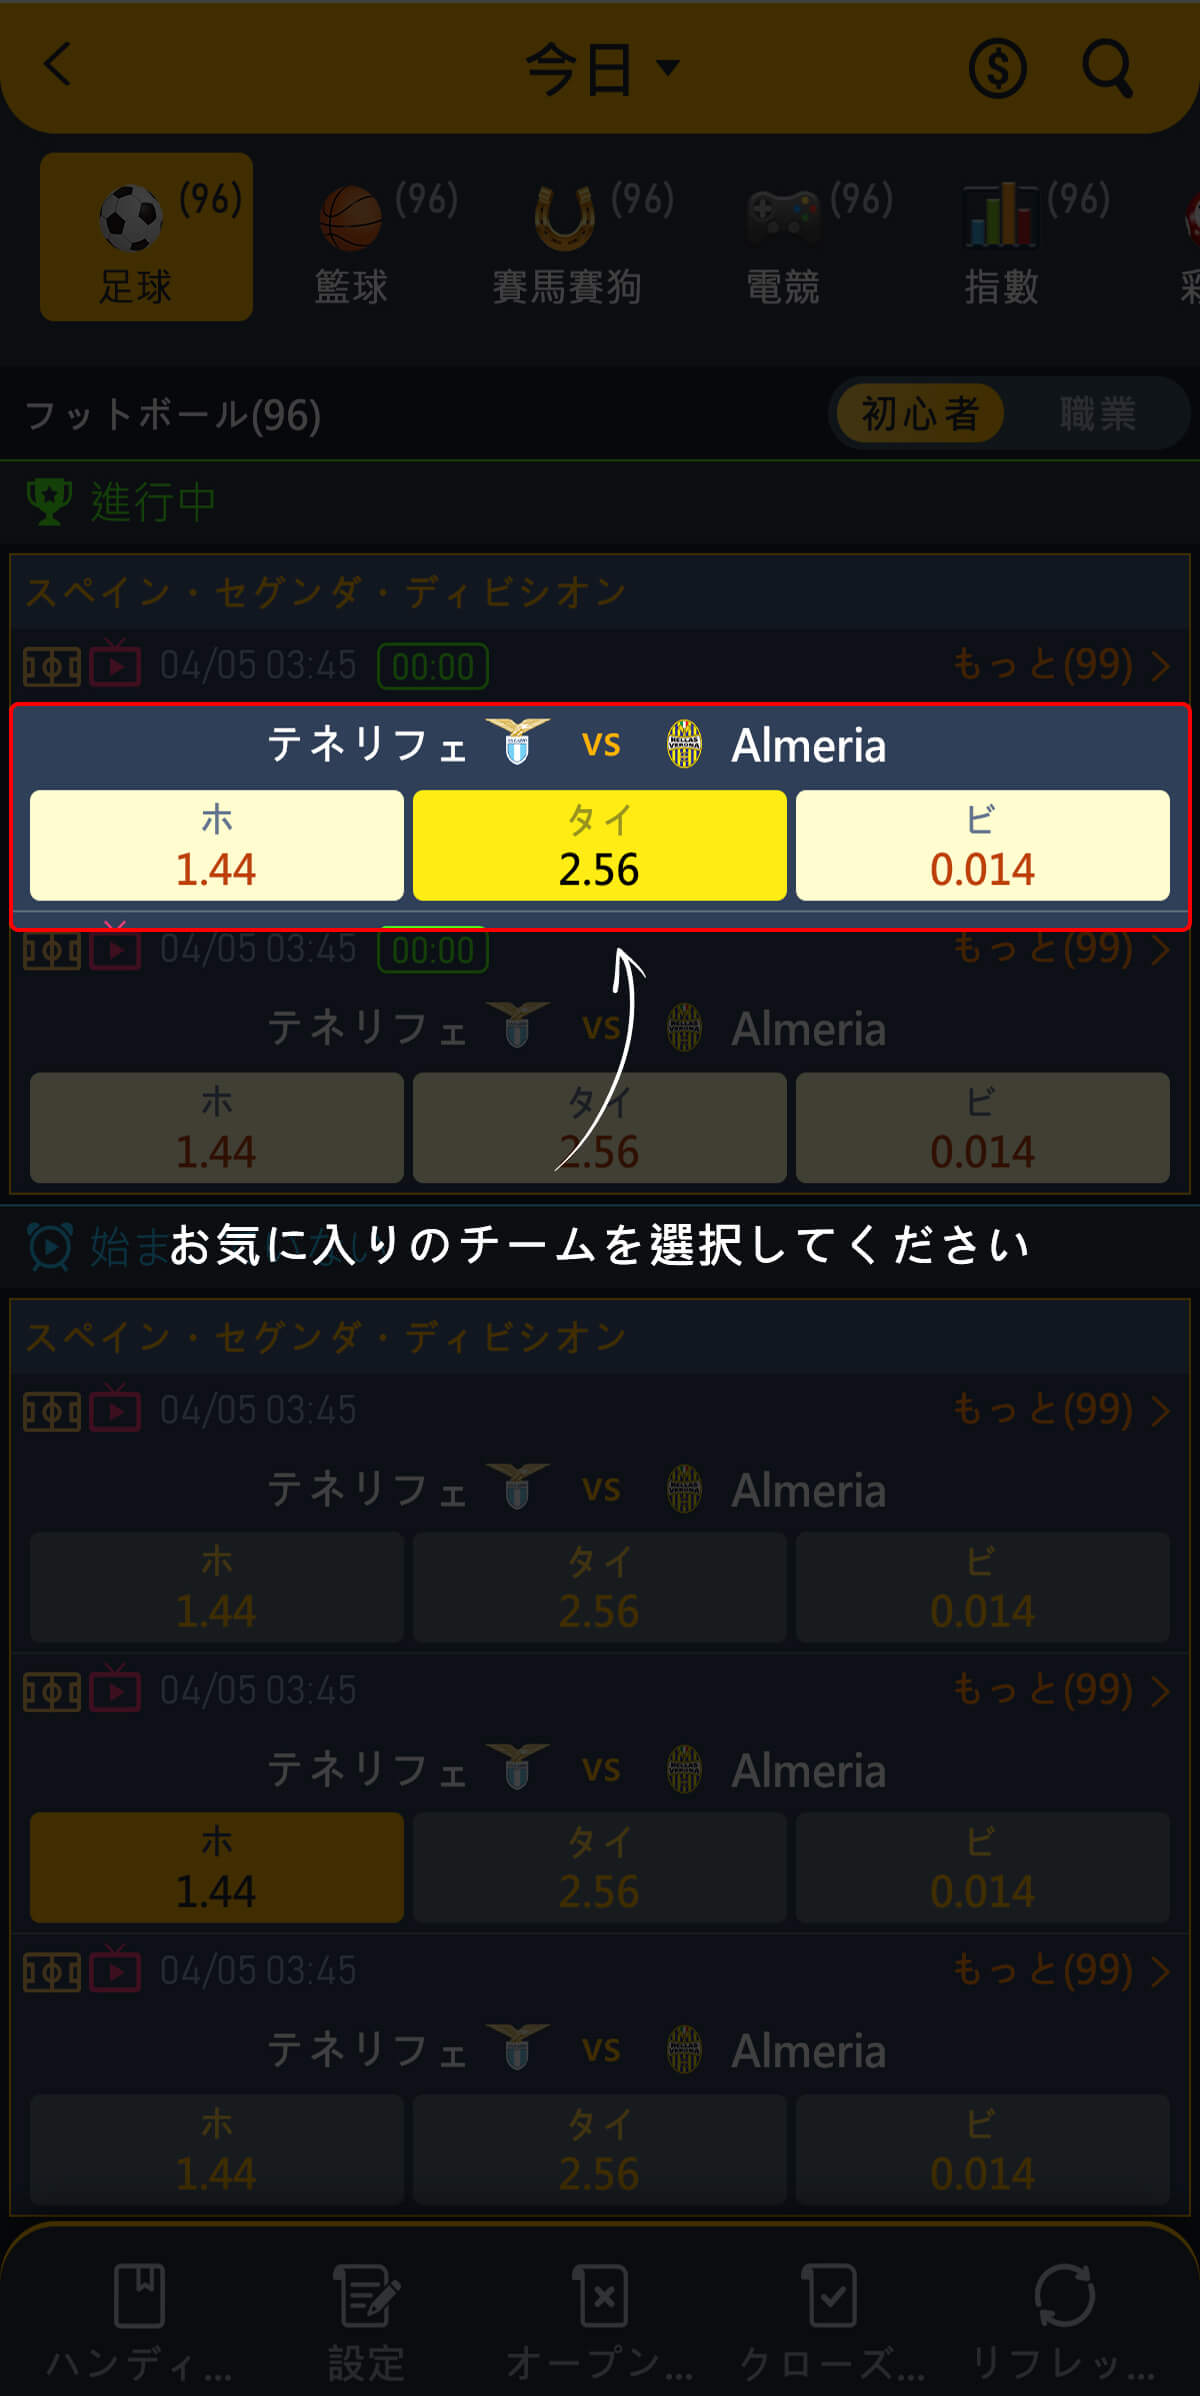 今日
(96)
足球
(96)
籃球
(96)
賽馬賽狗
(96)
電競
(96)
指數
フットボール(96)
初心者
職業
進行中
スペイン・セグンダ・ディビシオン
04/05 03:45
00:00
もっと(99)
テネリフェ
VS
Almeria
ホ
1.44
タイ
2.56
ビ
0.014
04/05 03:45
00:00
もっと(99)
テネリフェ
VS
Almeria
ホ
1.44
タイ
2.56
ビ
0.014
お気に入りのチームを選択してください
スペイン・セグンダ・ディビシオン
04/05 03:45
もっと(99)
テネリフェ
VS
Almeria
ホ
1.44
タイ
2.56
ビ
0.014
04/05 03:45
もっと(99)
テネリフェ
VS
Almeria
ホ
1.44
タイ
2.56
ビ
0.014
04/05 03:45
もっと(99)
テネリフェ
VS
Almeria
ホ
1.44
タイ
2.56
ビ
0.014
ハンディ...
設定
オープン...
クローズ...
リフレッ...